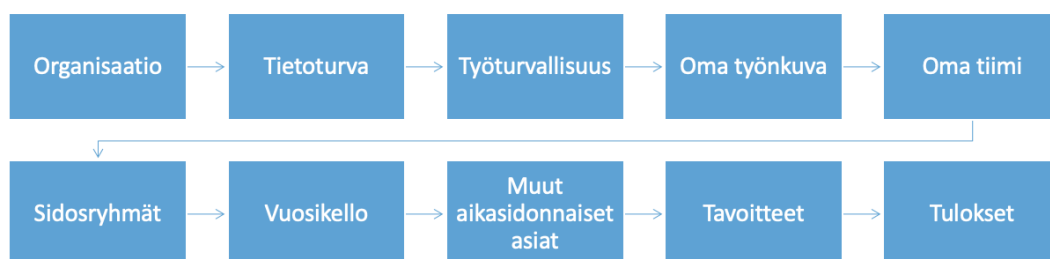 Organisaatio
Tietoturva
Työturvallisuus
Oma työnkuva
Oma tiimi
Sidosryhmät
Vuosikello
Muut
aikasidonnaiset
asiat
Tavoitteet
Tulokset